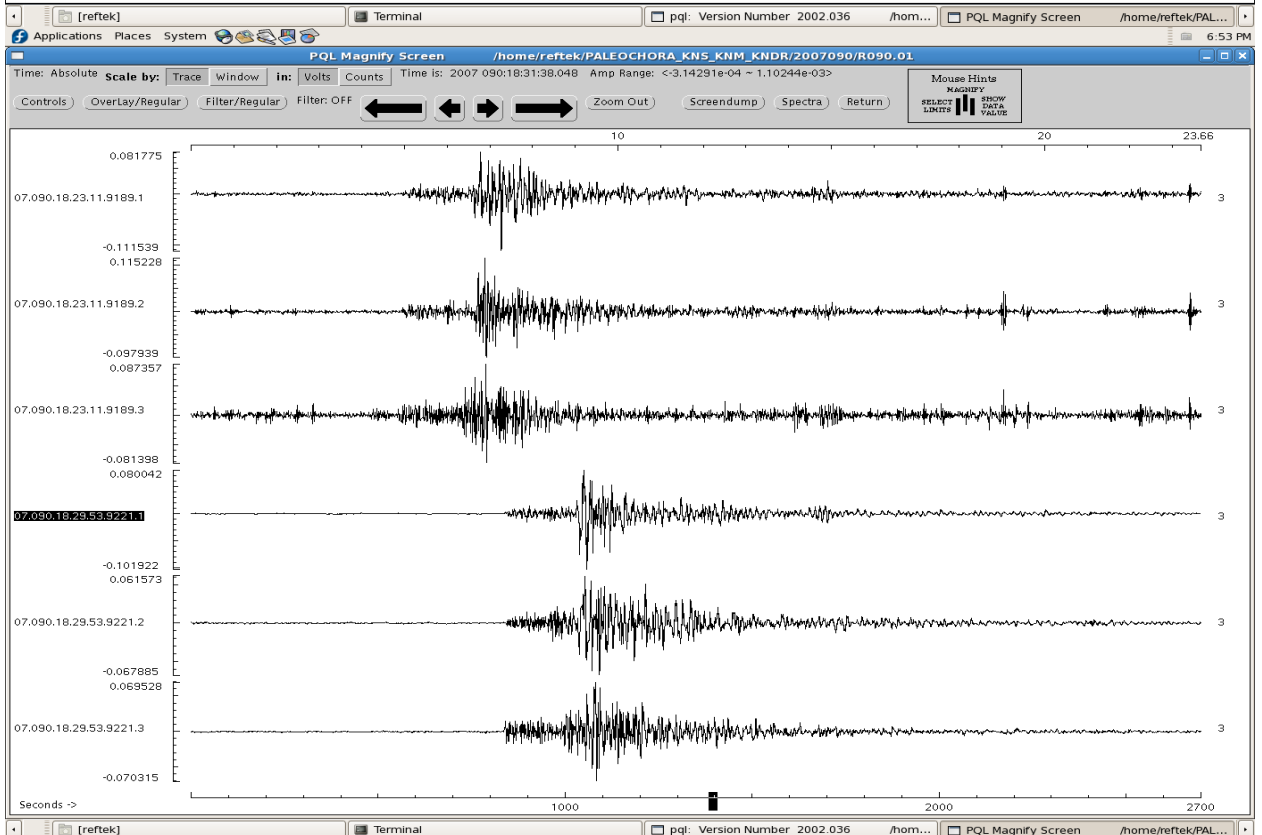 [reftek] Terminal pql: Version Number 2002.036 /hom... PQL Magnify Screen /home/reftek/PAL...
Applications Places System 6:53 PM
PQL Magnify Screen /home/reftek/PALEOCHORA_KNS_KNM_KNDR/2007090/R090.01
Time: Absolute Scale by: Trace Window in: Volts Counts Time is: 2007 090:18:31:38.048 Amp Range: <-3.14291e-04 ~ 1.10244e-03>
Controls OverLay/Regular Filter/Regular Filter: OFF Zoom Out Screendump Spectra Return
Mouse Hints
MAGNIFY
SELECT LIMITS SHOW DATA VALUE
10 20 23.66
0.081775
07.090.18.23.11.9189.1 3
-0.111539
0.115228
07.090.18.23.11.9189.2 3
-0.097939
0.087357
07.090.18.23.11.9189.3 3
-0.081398
0.080042
07.090.18.29.53.9221.1 3
-0.101922
0.061573
07.090.18.29.53.9221.2 3
-0.067885
0.069528
07.090.18.29.53.9221.3 3
-0.070315
Seconds -> 1000 2000 2700
[reftek] Terminal pql: Version Number 2002.036 /hom... PQL Magnify Screen /home/reftek/PAL...